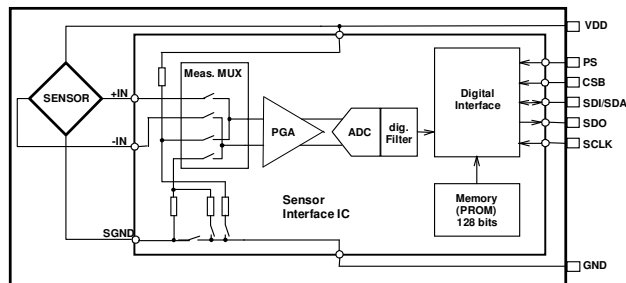 VDD
PS
CSB
SDI/SDA
SDO
SCLK
GND
SENSOR
+IN
-IN
SGND
Meas. MUX
PGA
ADC
dig.
Filter
Digital
Interface
Memory
(PROM)
128 bits
Sensor
Interface IC